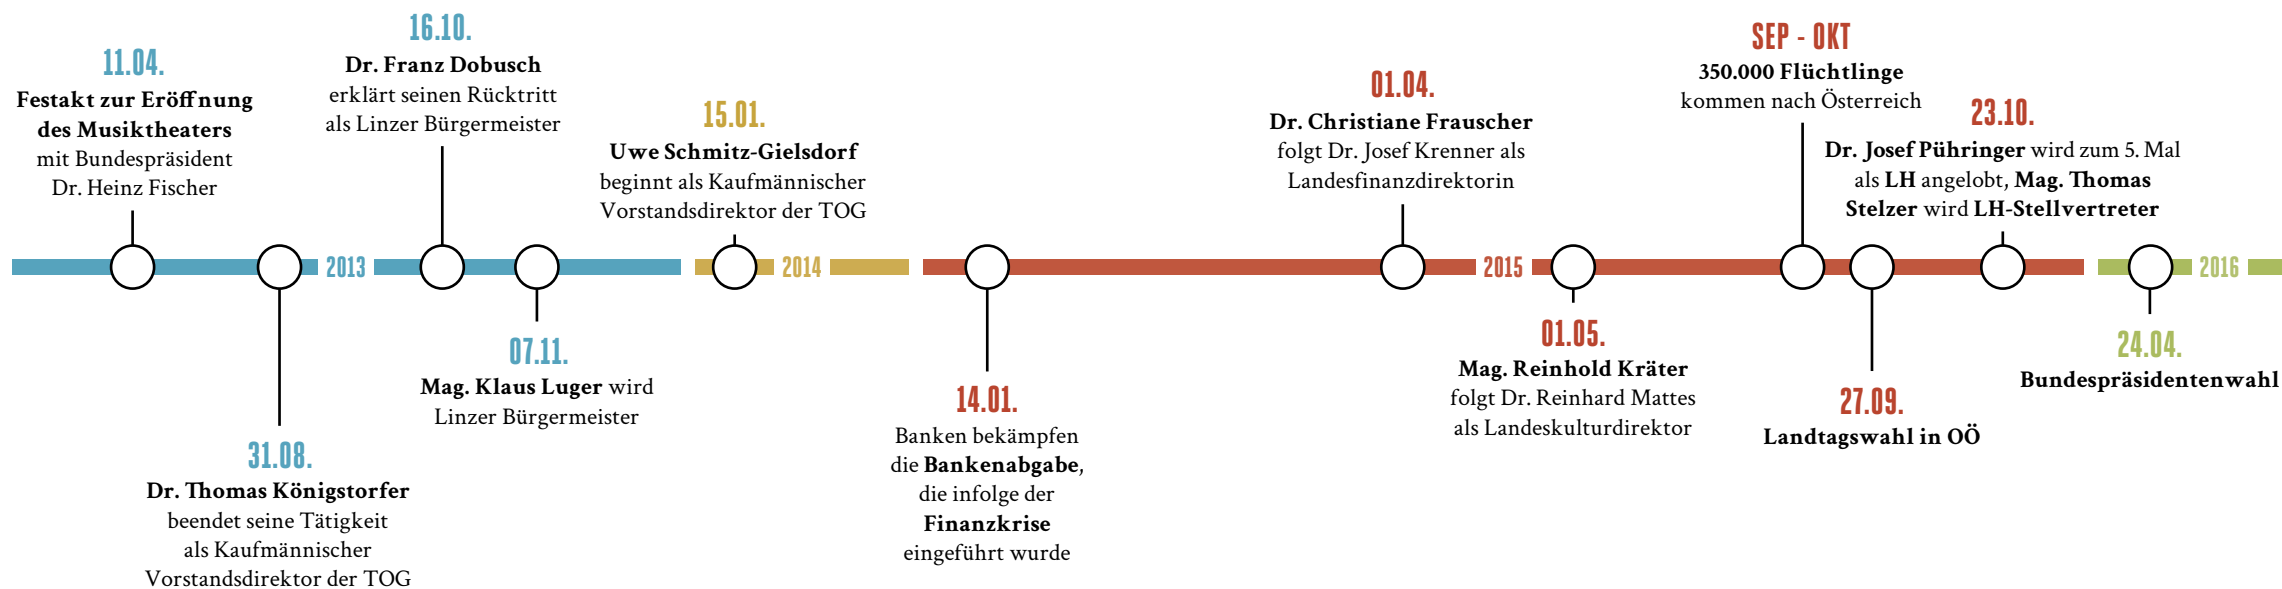 11.04.
Festakt zur Eröffnung
des Musiktheaters
mit Bundespräsident
Dr. Heinz Fischer
31.08.
Dr. Thomas Königstorfer
beendet seine Tätigkeit
als Kaufmännischer
Vorstandsdirektor der TOG
2013
16.10.
Dr. Franz Dobusch
erklärt seinen Rücktritt
als Linzer Bürgermeister
07.11.
Mag. Klaus Luger wird
Linzer Bürgermeister
15.01.
Uwe Schmitz-Gielsdorf
beginnt als Kaufmännischer
Vorstandsdirektor der TOG
2014
14.01.
Banken bekämpfen
die Bankenabgabe,
die infolge der
Finanzkrise
eingeführt wurde
01.04.
Dr. Christiane Frauscher
folgt Dr. Josef Krenner als
Landesfinanzdirektorin
2015
01.05.
Mag. Reinhold Kräter
folgt Dr. Reinhard Mattes
als Landeskulturdirektor
SEP - OKT
350.000 Flüchtlinge
kommen nach Österreich
27.09.
Landtagswahl in OÖ
23.10.
Dr. Josef Pühringer wird zum 5. Mal
als LH angelobt, Mag. Thomas
Stelzer wird LH-Stellvertreter
24.04.
Bundespräsidentenwahl
2016